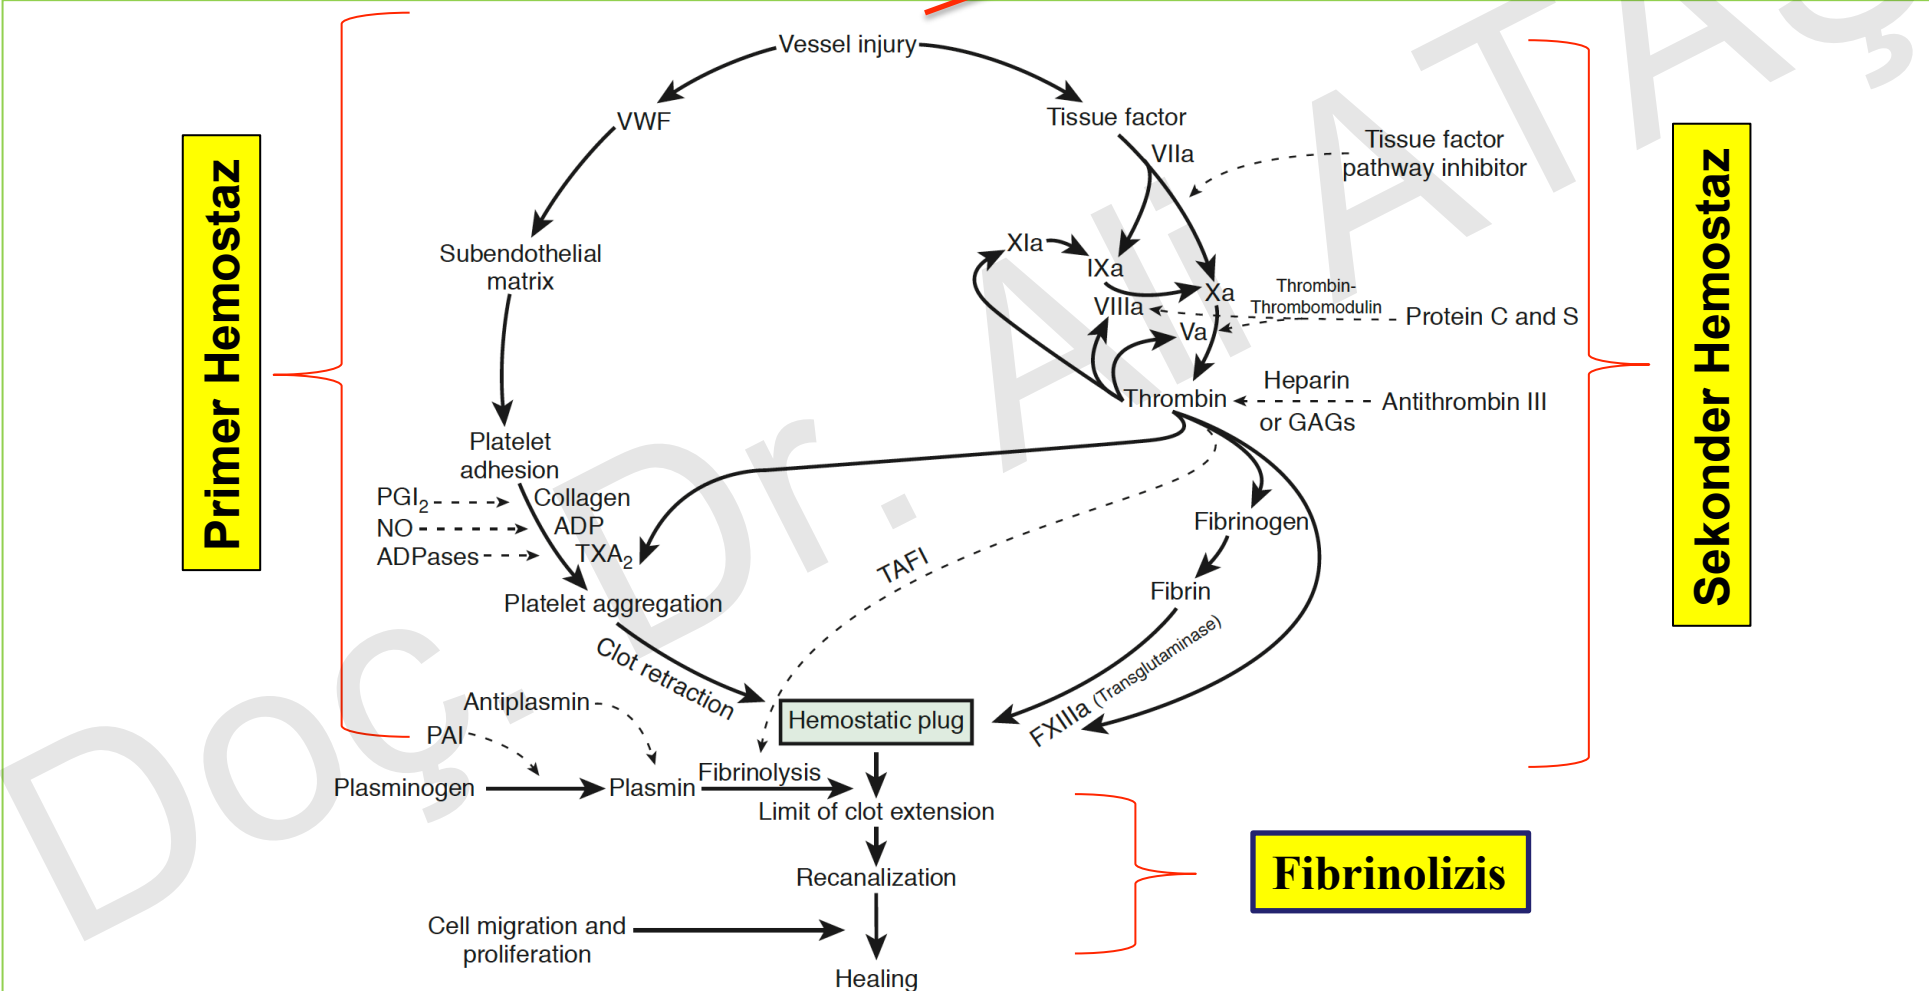 Vessel injury
VWF
Subendothelial
matrix
Platelet
adhesion
PGI2
NO
ADPases
Collagen
ADP
TXA2
Platelet aggregation
Clot retraction
Primer Hemostaz
Tissue factor
VIIa
Tissue factor
pathway inhibitor
XIa
IXa
VIIIa
Xa
Va
Thrombin-
Thrombomodulin
Protein C and S
Thrombin
Heparin
or GAGs
Antithrombin III
Fibrinogen
Fibrin
TAFI
FXIIIa (Transglutaminase)
Sekonder Hemostaz
Hemostatic plug
Antiplasmin
PAI
Plasminogen
Plasmin
Fibrinolysis
Limit of clot extension
Recanalization
Cell migration and
proliferation
Healing
Fibrinolizis
Doç. Dr. Ali ATAŞ